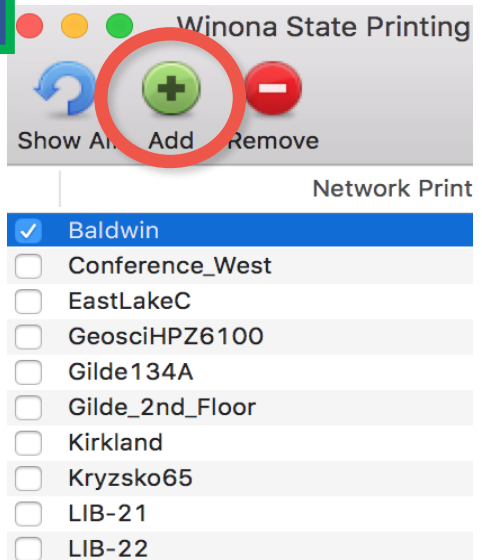 Winona State Printing
Show Al Add Remove
Network Print
Baldwin
Conference_West
EastLakeC
GeosciHPZ6100
Gilde134A
Gilde_2nd_Floor
Kirkland
Kryzsko65
LIB-21
LIB-22